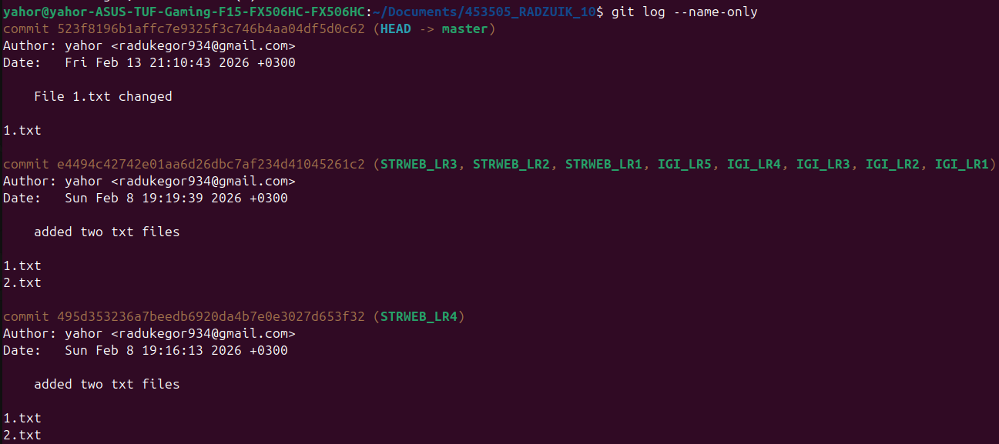 yahor@yahor-ASUS-TUF-Gaming-F15-FX506HC-FX506HC:~/Documents/453505_RADZUIK_10$ git log --name-only
commit 523f8196b1affc7e9325f3c746b4aa04df5d0c62 (HEAD -> master)
Author: yahor <radukegor934@gmail.com>
Date:   Fri Feb 13 21:10:43 2026 +0300
    File 1.txt changed
1.txt
commit e4494c42742e01aa6d26dbc7af234d41045261c2 (STRWEB_LR3, STRWEB_LR2, STRWEB_LR1, IGI_LR5, IGI_LR4, IGI_LR3, IGI_LR2, IGI_LR1)
Author: yahor <radukegor934@gmail.com>
Date:   Sun Feb 8 19:19:39 2026 +0300
    added two txt files
1.txt
2.txt
commit 495d353236a7beedb6920da4b7e0e3027d653f32 (STRWEB_LR4)
Author: yahor <radukegor934@gmail.com>
Date:   Sun Feb 8 19:16:13 2026 +0300
    added two txt files
1.txt
2.txt